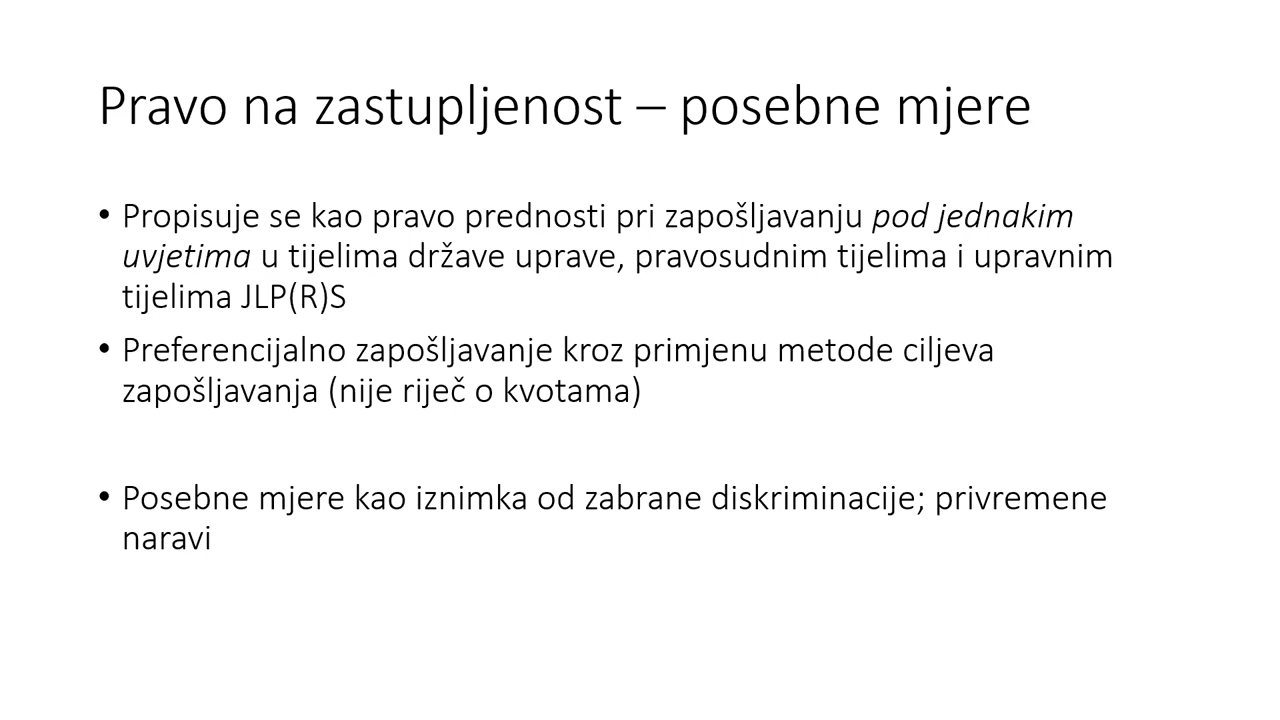 Pravo na zastupljenost – posebne mjere
• Propisuje se kao pravo prednosti pri zapošljavanju pod jednakim
uvjetima u tijelima države uprave, pravosudnim tijelima i upravnim
tijelima JLP(R)S
• Preferencijalno zapošljavanje kroz primjenu metode ciljeva
zapošljavanja (nije riječ o kvotama)
• Posebne mjere kao iznimka od zabrane diskriminacije; privremene
naravi